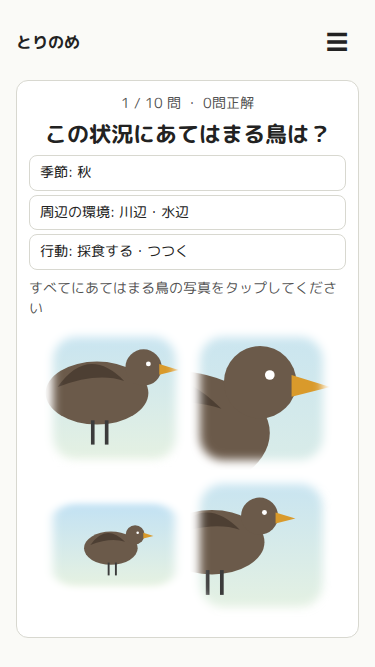 とりのめ
1 / 10 問 · 0問正解
この状況にあてはまる鳥は？
季節: 秋
周辺の環境: 川辺・水辺
行動: 採食する・つつく
すべてにあてはまる鳥の写真をタップしてくださ
い